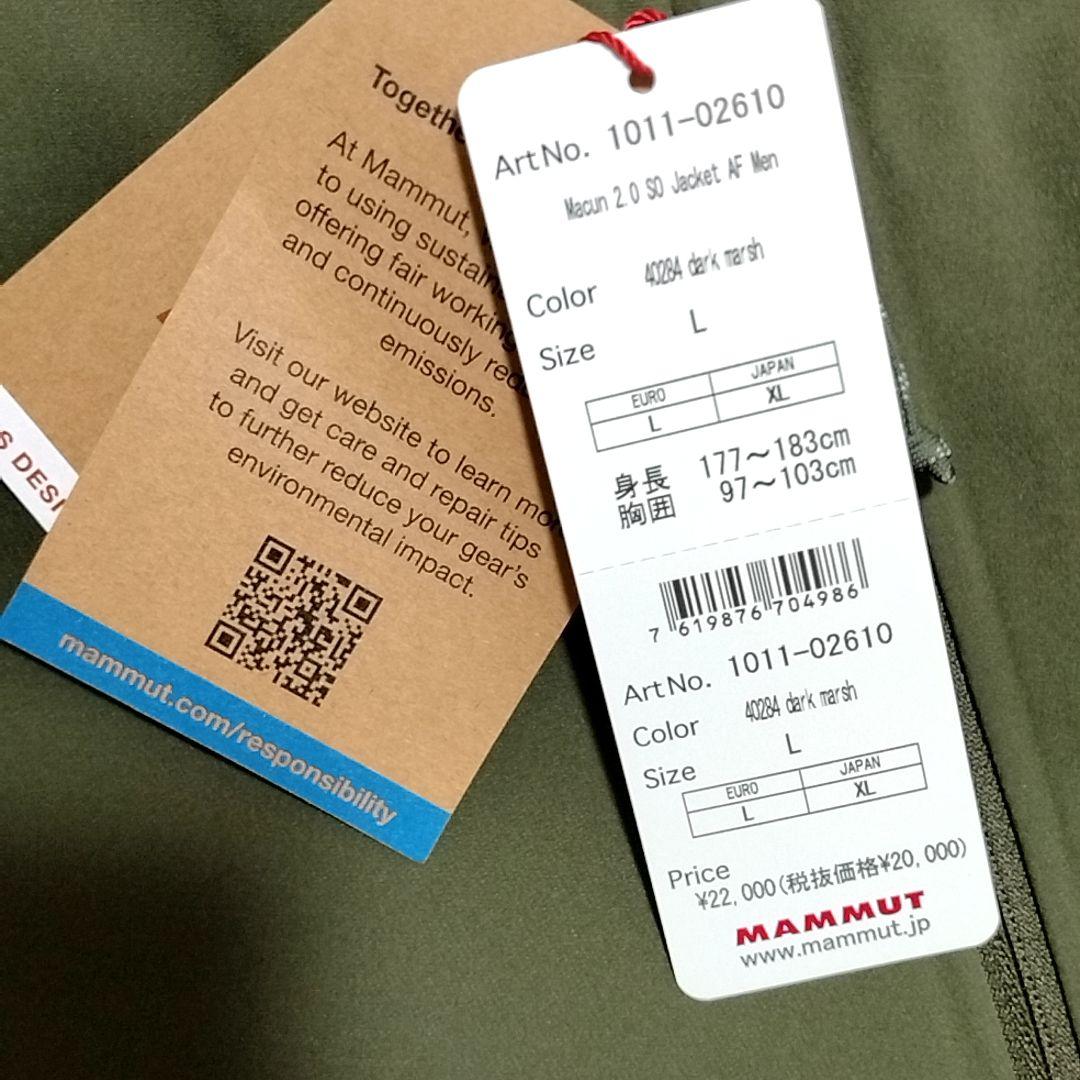 Togethe
At Mammut,
to using sustain
offering fair working
and continuously redu
emissions.
Visit our website to learn mor
and get care and repair tips
to further reduce your gear's
environmental impact.
mammut.com/responsibility
S DESI
Art No. 1011-02610
Macun 2.0 SO Jacket AF Men
Color 40284 dark marsh
Size L
EURO JAPAN
L XL
身長 177～183cm
胸囲 97～103cm
7 619876 704986
Art No. 1011-02610
Color 40284 dark marsh
Size L
EURO JAPAN
L XL
Price
¥22,000(税抜価格¥20,000)
MAMMUT
www.mammut.jp